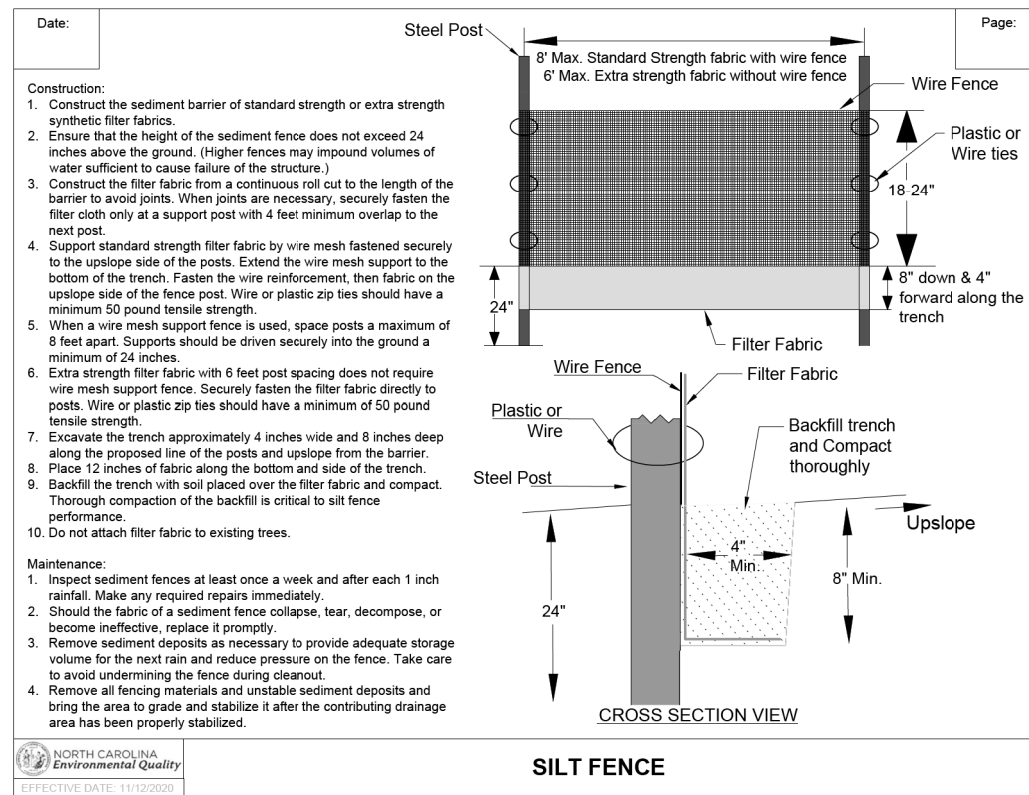 Date:
Page:
Construction:
1. Construct the sediment barrier of standard strength or extra strength
synthetic filter fabrics.
2. Ensure that the height of the sediment fence does not exceed 24
inches above the ground. (Higher fences may impound volumes of
water sufficient to cause failure of the structure.)
3. Construct the filter fabric from a continuous roll cut to the length of the
barrier to avoid joints. When joints are necessary, securely fasten the
filter cloth only at a support post with 4 feet minimum overlap to the
next post.
4. Support standard strength filter fabric by wire mesh fastened securely
to the upslope side of the posts. Extend the wire mesh support to the
bottom of the trench. Fasten the wire reinforcement, then fabric on the
upslope side of the fence post. Wire or plastic zip ties should have a
minimum 50 pound tensile strength.
5. When a wire mesh support fence is used, space posts a maximum of
8 feet apart. Supports should be driven securely into the ground a
minimum of 24 inches.
6. Extra strength filter fabric with 6 feet post spacing does not require
wire mesh support fence. Securely fasten the filter fabric directly to
posts. Wire or plastic zip ties should have a minimum of 50 pound
tensile strength.
7. Excavate the trench approximately 4 inches wide and 8 inches deep
along the proposed line of the posts and upslope from the barrier.
8. Place 12 inches of fabric along the bottom and side of the trench.
9. Backfill the trench with soil placed over the filter fabric and compact.
Thorough compaction of the backfill is critical to silt fence
performance.
10. Do not attach filter fabric to existing trees.
Maintenance:
1. Inspect sediment fences at least once a week and after each 1 inch
rainfall. Make any required repairs immediately.
2. Should the fabric of a sediment fence collapse, tear, decompose, or
become ineffective, replace it promptly.
3. Remove sediment deposits as necessary to provide adequate storage
volume for the next rain and reduce pressure on the fence. Take care
to avoid undermining the fence during cleanout.
4. Remove all fencing materials and unstable sediment deposits and
bring the area to grade and stabilize it after the contributing drainage
area has been properly stabilized.
Steel Post
8' Max. Standard Strength fabric with wire fence
6' Max. Extra strength fabric without wire fence
Wire Fence
Plastic or
Wire ties
18-24"
24"
8" down & 4"
forward along the
trench
Filter Fabric
Wire Fence
Filter Fabric
Plastic or
Wire
Steel Post
Backfill trench
and Compact
thoroughly
Upslope
4"
Min.
8" Min.
24"
CROSS SECTION VIEW
NORTH CAROLINA
Environmental Quality
EFFECTIVE DATE: 11/12/2020
SILT FENCE